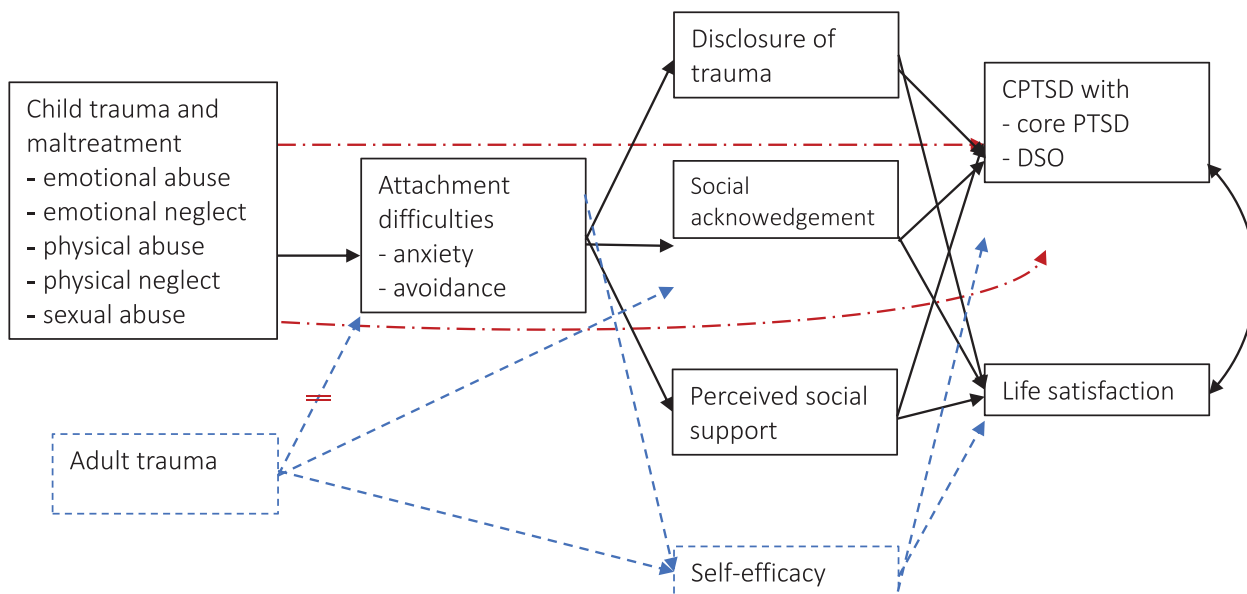 Child trauma and
maltreatment
- emotional abuse
- emotional neglect
- physical abuse
- physical neglect
- sexual abuse
Adult trauma
Attachment
difficulties
- anxiety
- avoidance
Disclosure of
trauma
Social
acknowedgement
Perceived social
support
Self-efficacy
CPTSD with
- core PTSD
- DSO
Life satisfaction